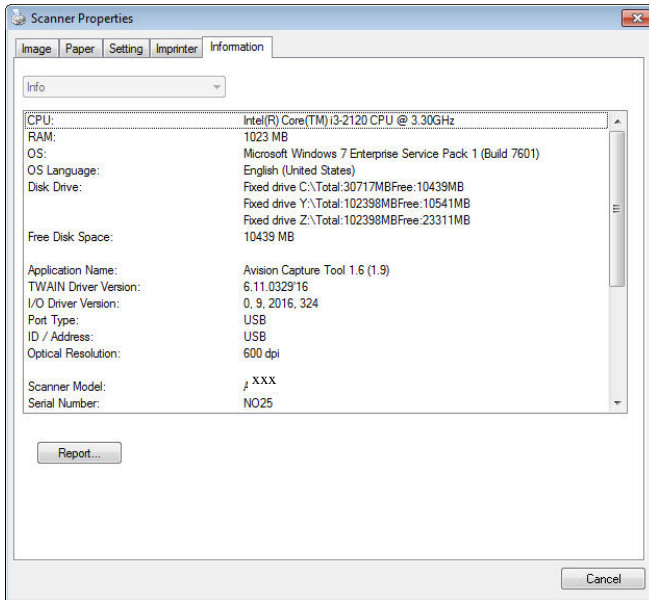 Scanner Properties
Image Paper Setting Imprinter Information
Info
CPU: Intel(R) Core(TM) i3-2120 CPU @ 3.30GHz
RAM: 1023 MB
OS: Microsoft Windows 7 Enterprise Service Pack 1 (Build 7601)
OS Language: English (United States)
Disk Drive: Fixed drive C:\Total:30717MBFree:10439MB
Fixed drive Y:\Total:102398MBFree:10541MB
Fixed drive Z:\Total:102398MBFree:23311MB
Free Disk Space: 10439 MB
Application Name: Avision Capture Tool 1.6 (1.9)
TWAIN Driver Version: 6.11.0329'16
I/O Driver Version: 0, 9, 2016, 324
Port Type: USB
ID / Address: USB
Optical Resolution: 600 dpi
Scanner Model: xxx
Serial Number: NO25
Report...
Cancel